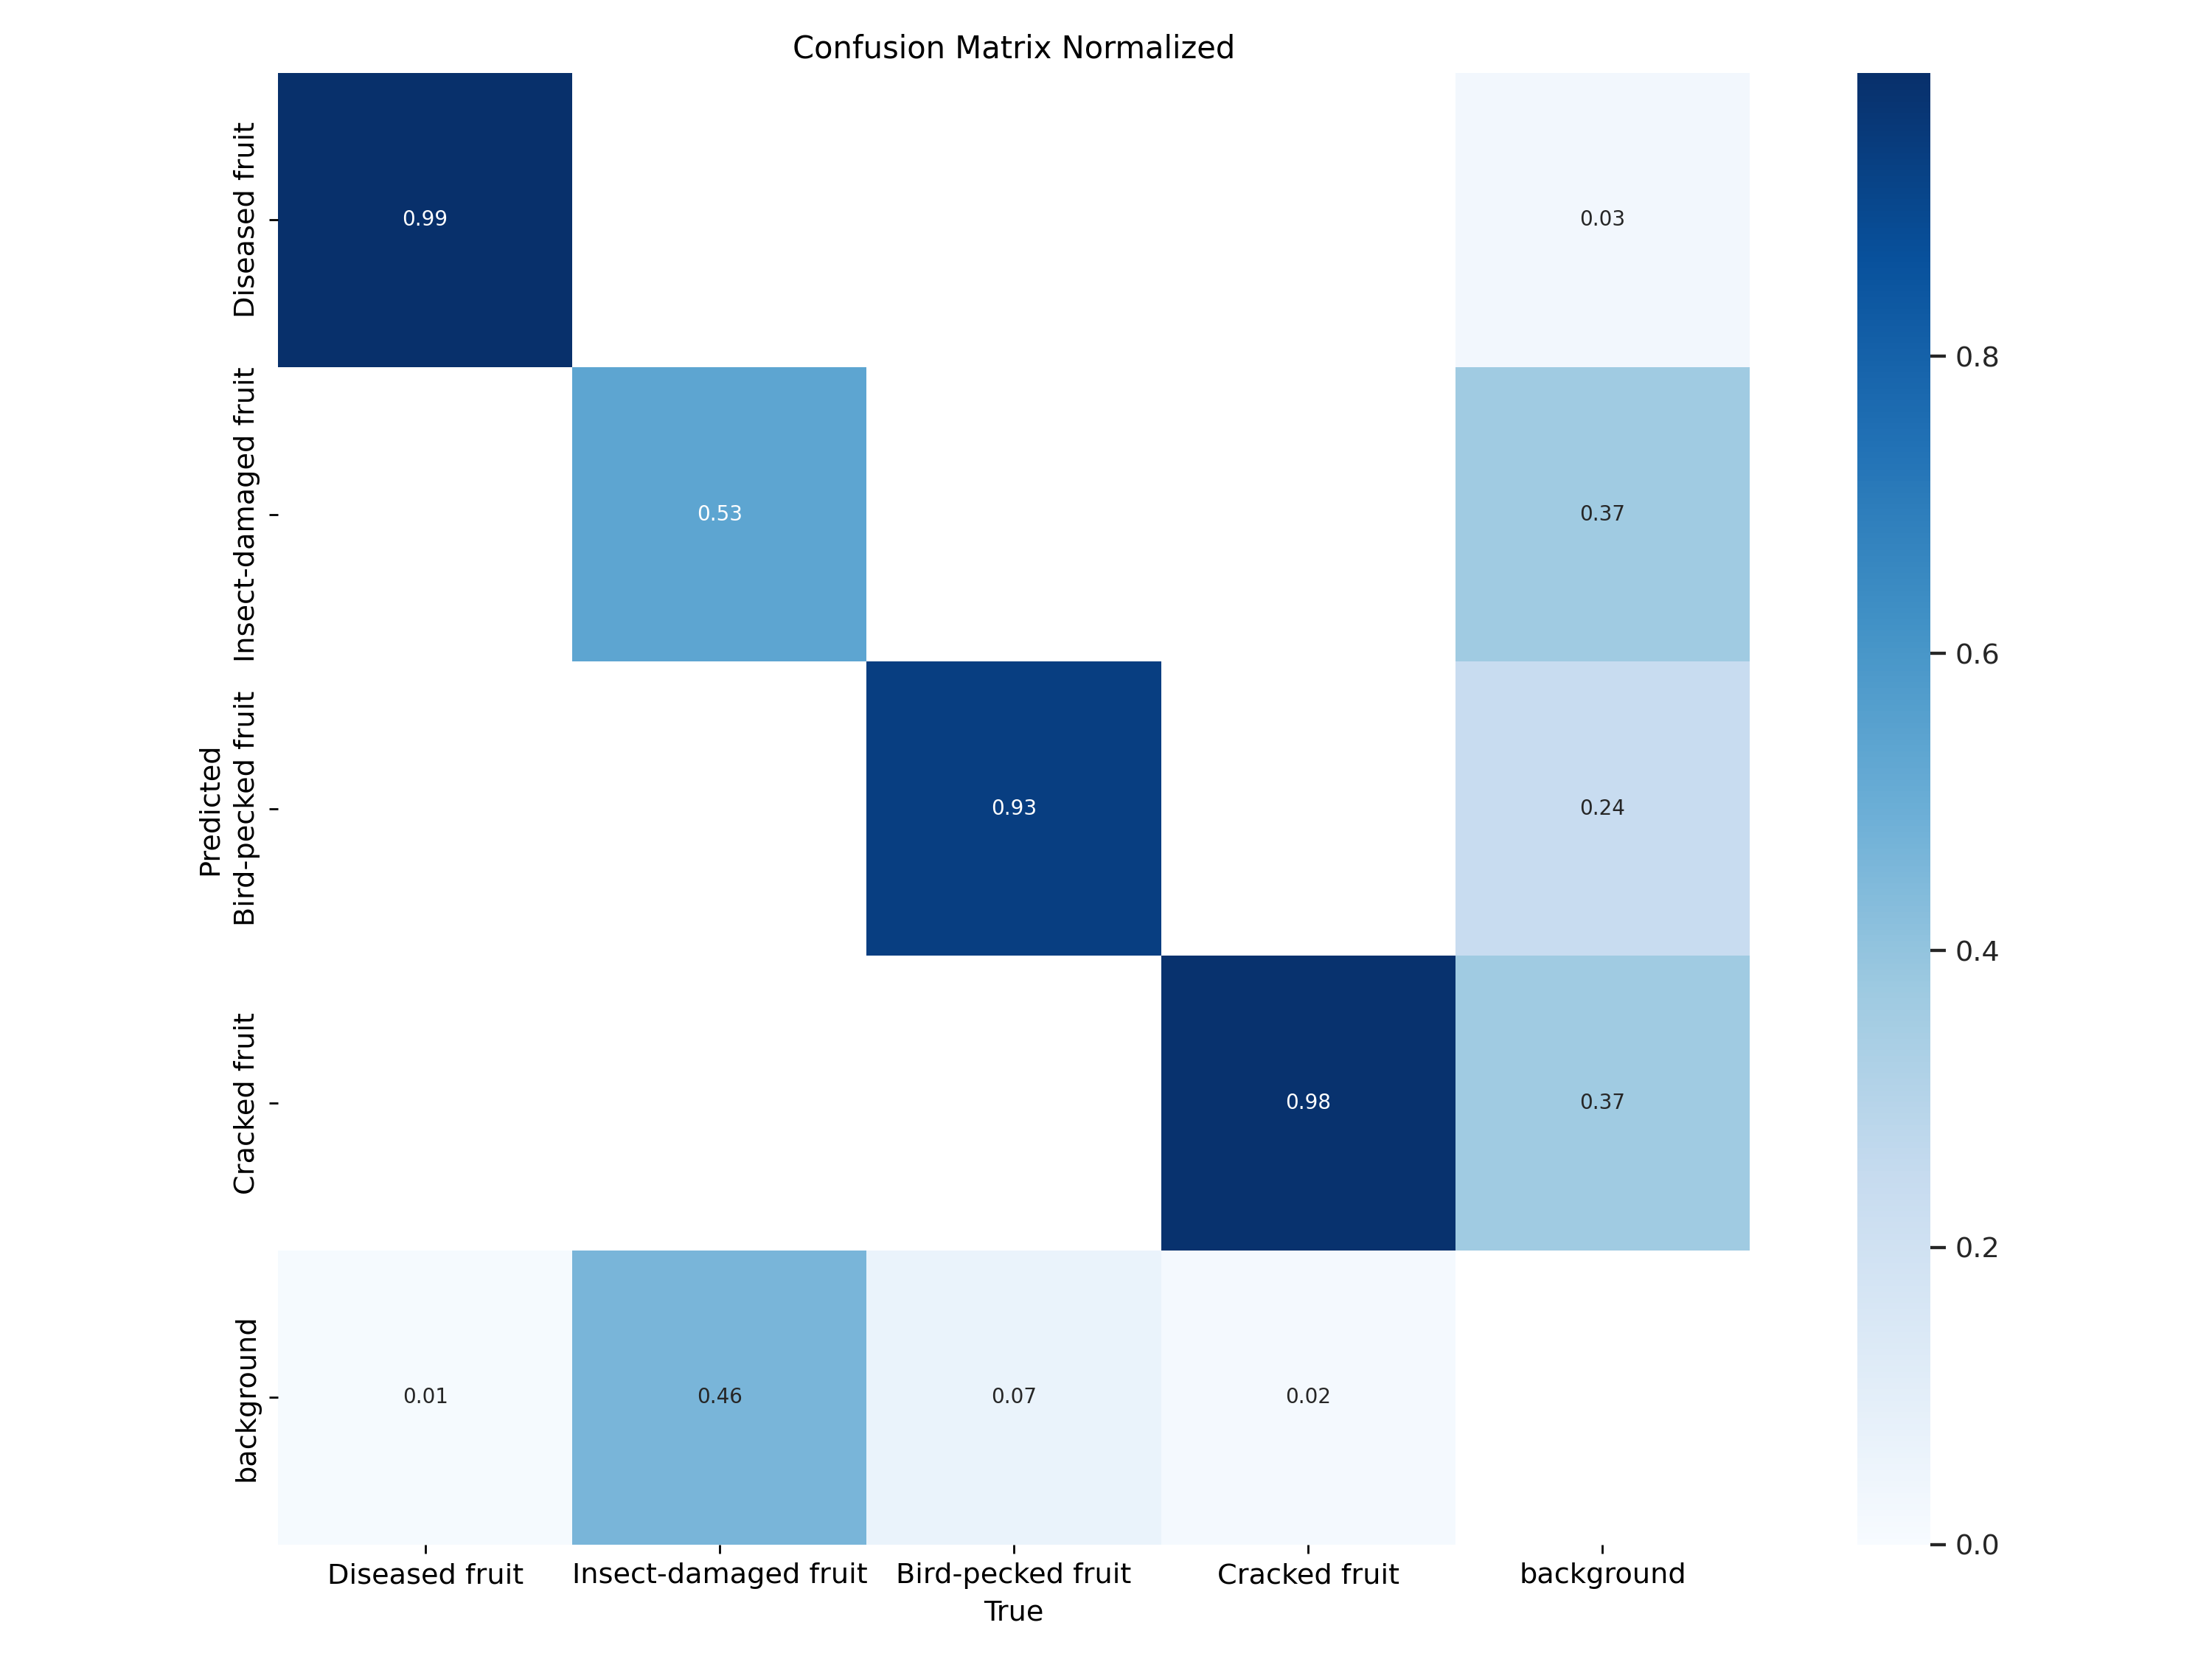 Confusion Matrix Normalized
Predicted
Diseased fruit
0.99
0.03
Insect-damaged fruit
0.53
0.37
Bird-pecked fruit
0.93
0.24
Cracked fruit
0.98
0.37
background
0.01
0.46
0.07
0.02
Diseased fruit
Insect-damaged fruit
Bird-pecked fruit
Cracked fruit
background
True
0.8
0.6
0.4
0.2
0.0